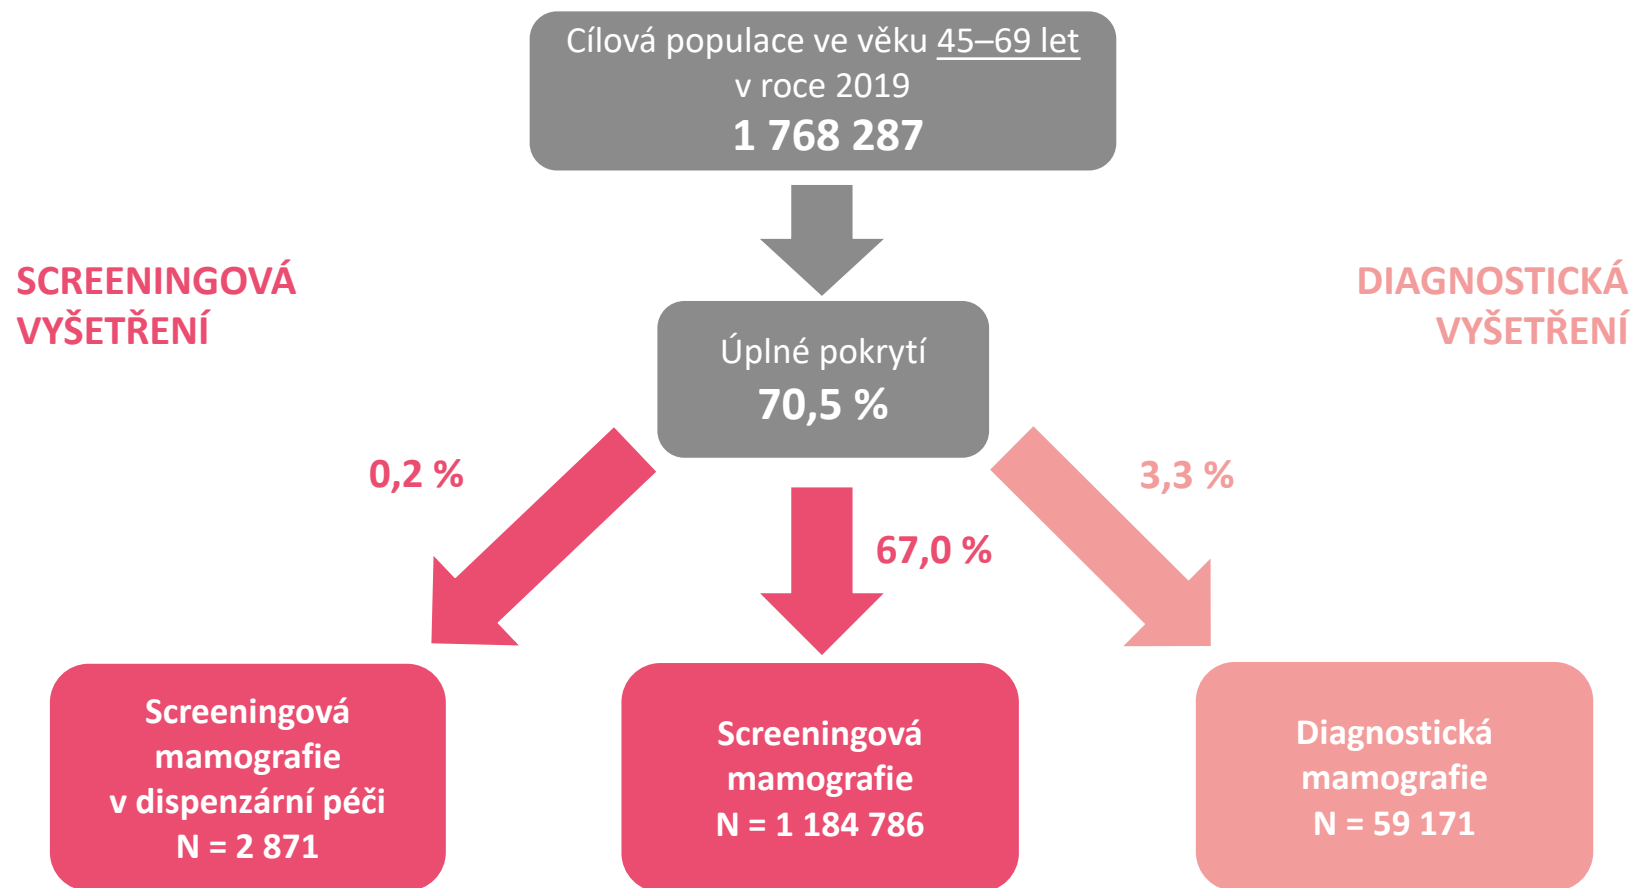 Cílová populace ve věku 45–69 let
v roce 2019
1 768 287
SCREENINGOVÁ
VYŠETŘENÍ
DIAGNOSTICKÁ
VYŠETŘENÍ
Úplné pokrytí
70,5 %
0,2 %
67,0 %
3,3 %
Screeningová
mamografie
v dispenzární péči
N = 2 871
Screeningová
mamografie
N = 1 184 786
Diagnostická
mamografie
N = 59 171